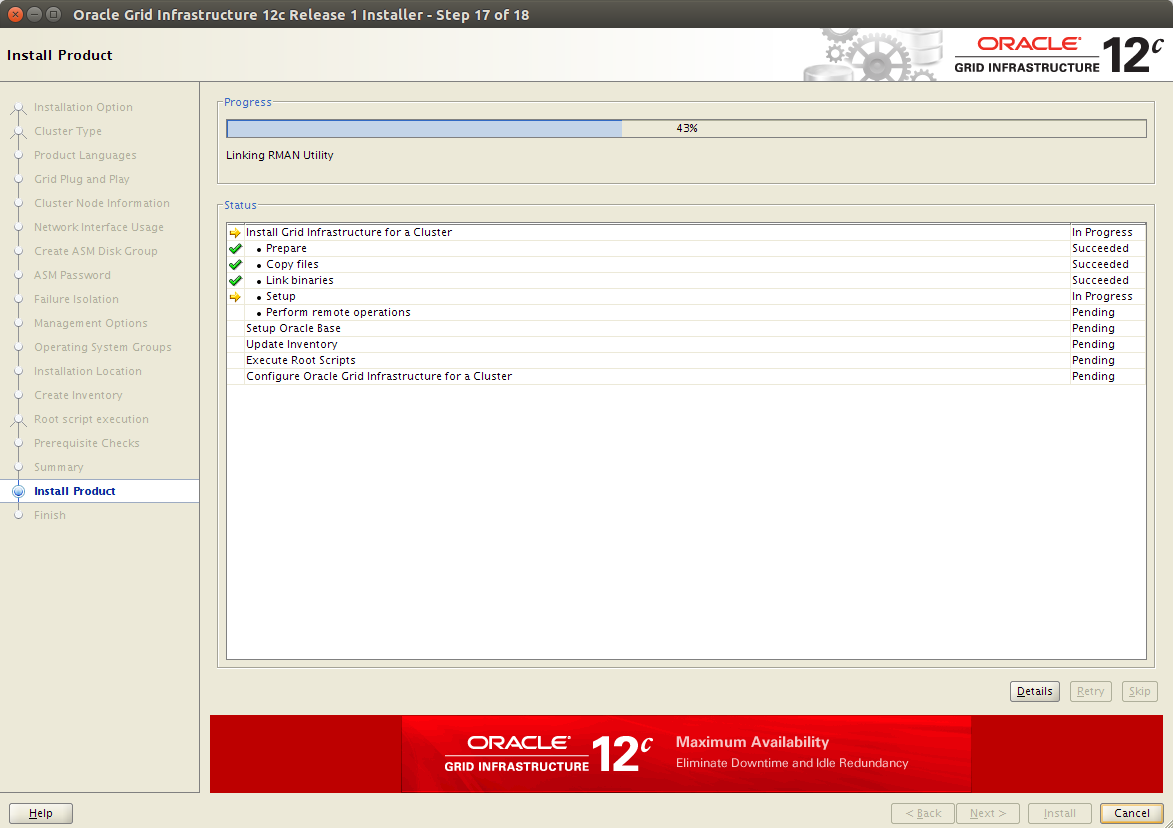 Oracle Grid Infrastructure 12c Release 1 Installer - Step 17 of 18
Install Product
ORACLE
GRID INFRASTRUCTURE 12c
Installation Option
Cluster Type
Product Languages
Grid Plug and Play
Cluster Node Information
Network Interface Usage
Create ASM Disk Group
ASM Password
Failure Isolation
Management Options
Operating System Groups
Installation Location
Create Inventory
Root script execution
Prerequisite Checks
Summary
Install Product
Finish
Progress
43%
Linking RMAN Utility
Status
Install Grid Infrastructure for a Cluster In Progress
• Prepare Succeeded
• Copy files Succeeded
• Link binaries Succeeded
• Setup In Progress
• Perform remote operations Pending
Setup Oracle Base Pending
Update Inventory Pending
Execute Root Scripts Pending
Configure Oracle Grid Infrastructure for a Cluster Pending
Details Retry Skip
ORACLE
GRID INFRASTRUCTURE 12c
Maximum Availability
Eliminate Downtime and Idle Redundancy
Help < Back Next > Install Cancel